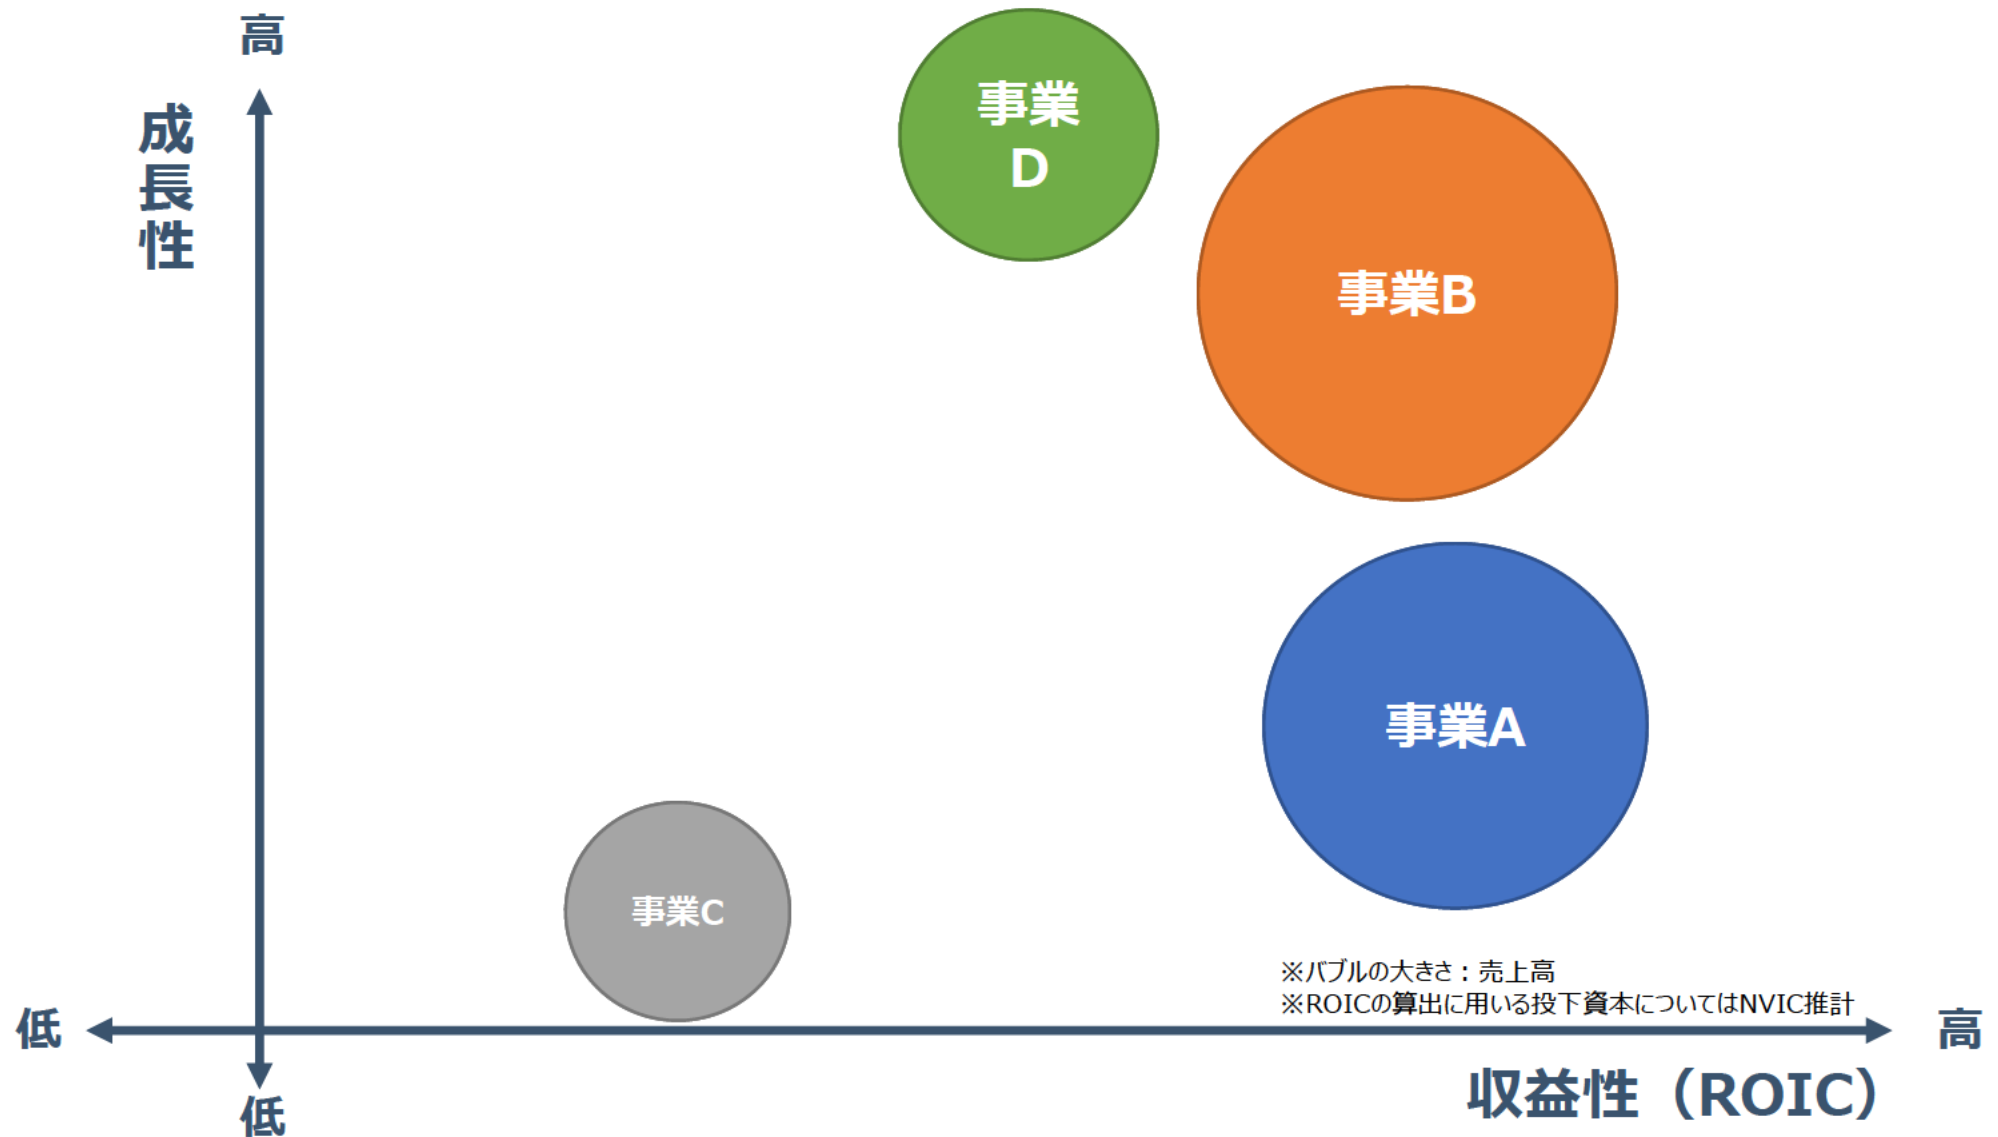 高
成長性
事業
D
事業B
事業A
事業C
※バブルの大きさ：売上高
※ROICの算出に用いる投下資本についてはNVIC推計
低
高
収益性（ROIC）
低